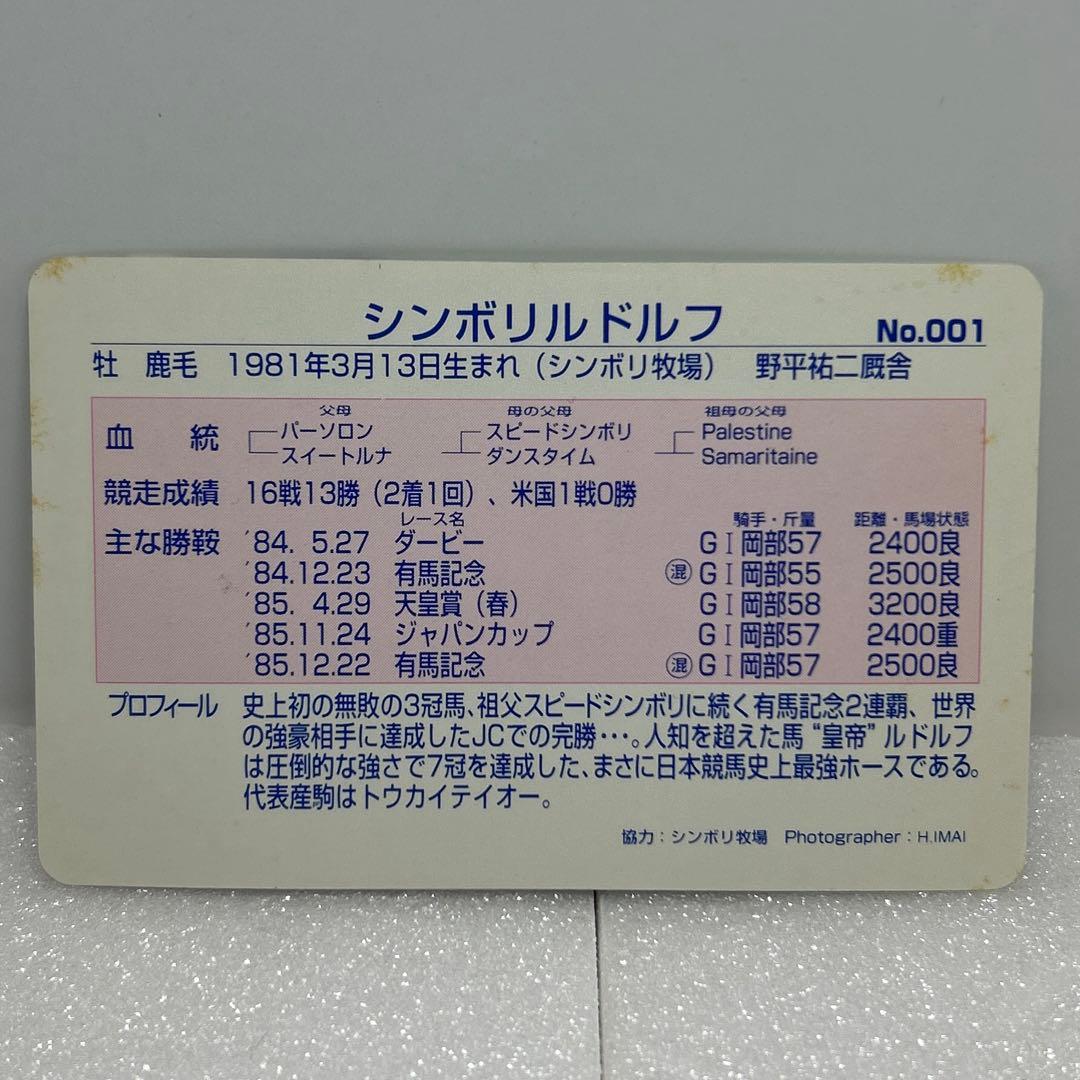 シンボリルドルフ No.001
牡 鹿毛 1981年3月13日生まれ（シンボリ牧場） 野平祐二厩舎
父母 母の父母 祖母の父母
血統 パーソロン スピードシンボリ Palestine
スイートルナ ダンスタイム Samaritaine
競走成績 16戦13勝（2着1回）、米国1戦0勝
レース名 騎手・斤量 距離・馬場状態
主な勝鞍 '84. 5.27 ダービー GⅠ岡部57 2400良
'84.12.23 有馬記念 ㊟GⅠ岡部55 2500良
'85. 4.29 天皇賞（春） GⅠ岡部58 3200良
'85.11.24 ジャパンカップ GⅠ岡部57 2400重
'85.12.22 有馬記念 混GⅠ岡部57 2500良
プロフィール 史上初の無敗の3冠馬、祖父スピードシンボリに続く有馬記念2連覇、世界
の強豪相手に達成したJCでの完勝･･･。人知を超えた馬“皇帝”ルドルフ
は圧倒的な強さで7冠を達成した、まさに日本競馬史上最強ホースである。
代表産駒はトウカイテイオー。
協力：シンボリ牧場 Photographer：H.IMAI